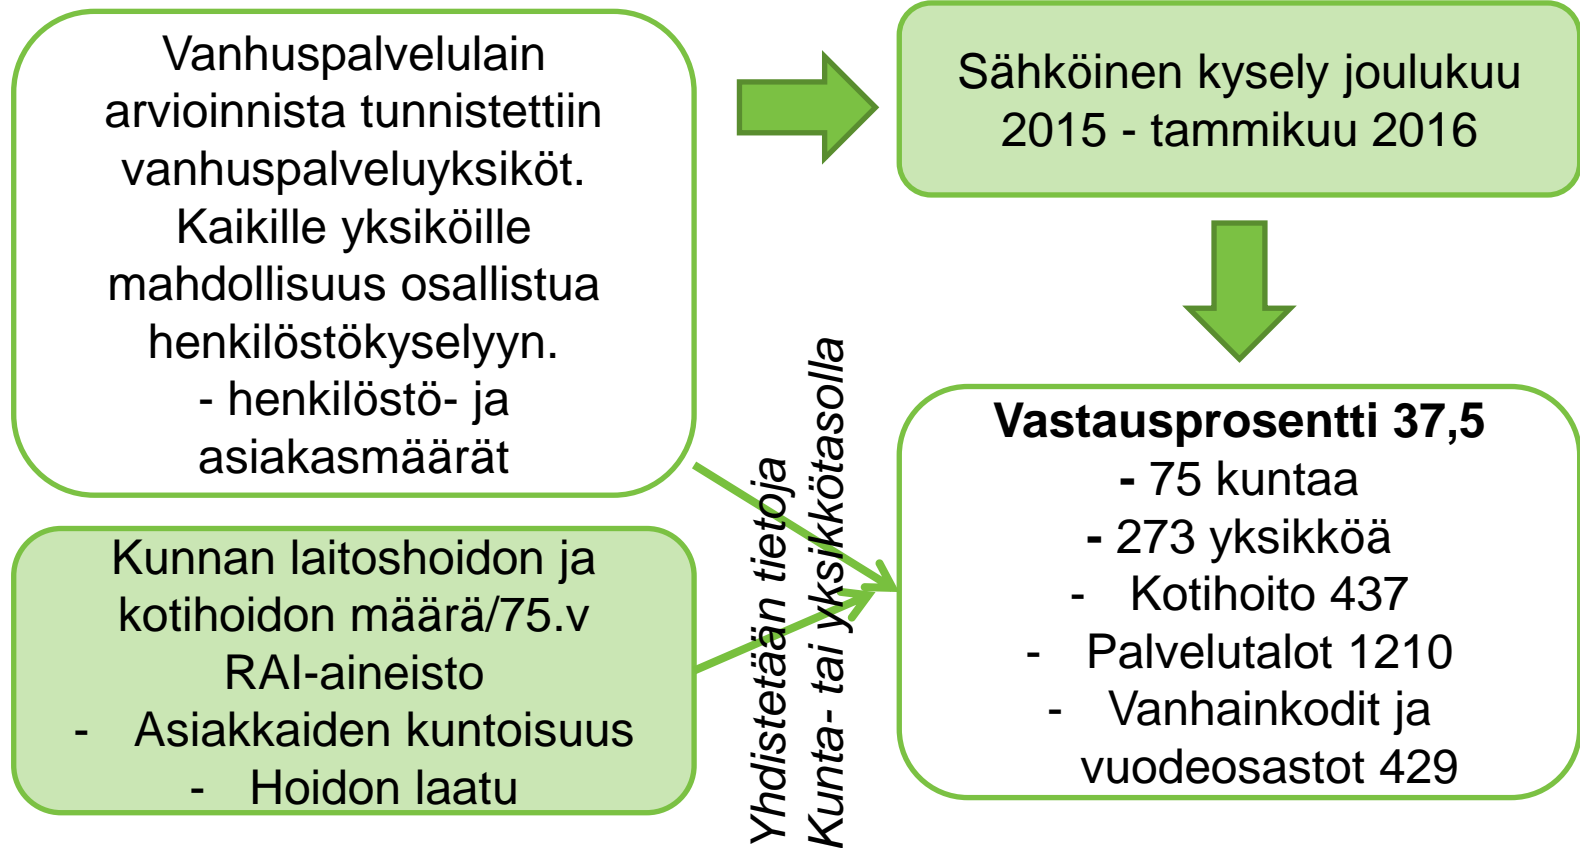 Vanhuspalvelulain
arvioinnista tunnistettiin
vanhuspalveluyksiköt.
Kaikille yksiköille
mahdollisuus osallistua
henkilöstökyselyyn.
- henkilöstö- ja
asiakasmäärät
Sähköinen kysely joulukuu
2015 - tammikuu 2016
Kunnan laitoshoidon ja
kotihoidon määrä/75.v
RAI-aineisto
- Asiakkaiden kuntoisuus
- Hoidon laatu
Yhdistetään tietoja
Kunta- tai yksikkötasolla
Vastausprosentti 37,5
- 75 kuntaa
- 273 yksikköä
- Kotihoito 437
- Palvelutalot 1210
- Vanhainkodit ja
vuodeosastot 429